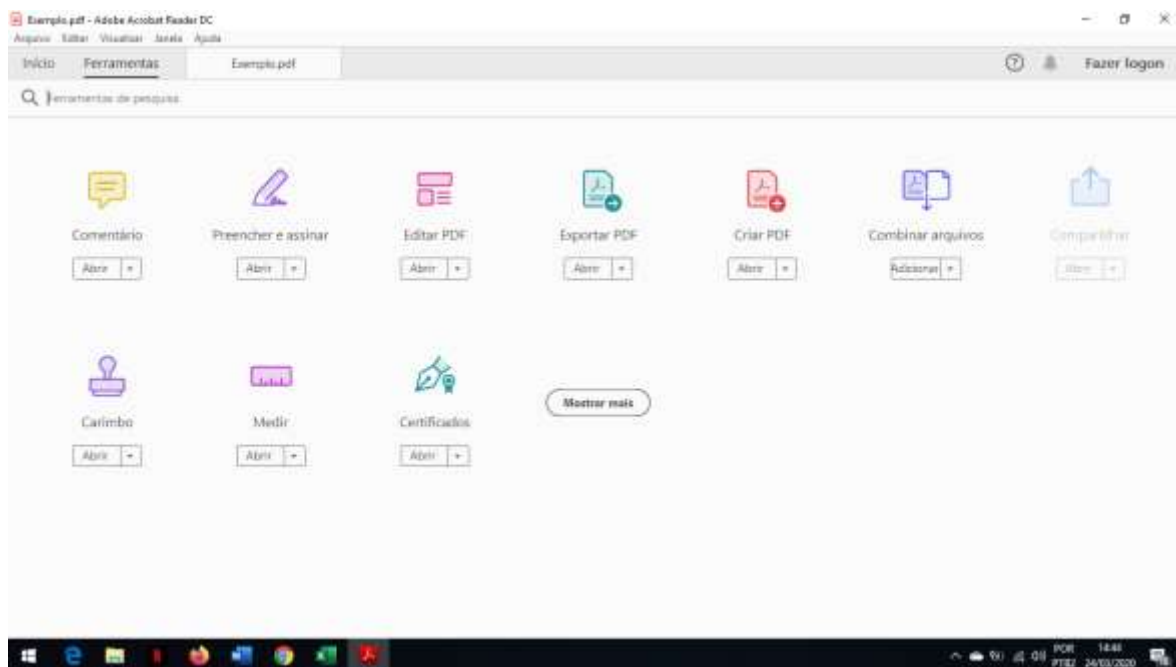 Exemplo.pdf - Adobe Acrobat Reader DC
Arquivo Editar Visualizar Janela Ajuda
Início Ferramentas Exemplo.pdf Fazer logon
Ferramentas de pesquisa
Comentário Preencher e assinar Editar PDF Exportar PDF Criar PDF Combinar arquivos Compartilhar
Abrir Abrir Abrir Abrir Abrir Adicionar Abrir
Carimbo Medir Certificados
Mostrar mais
Abrir Abrir Abrir
POR 14:44
PTB2 24/03/2020